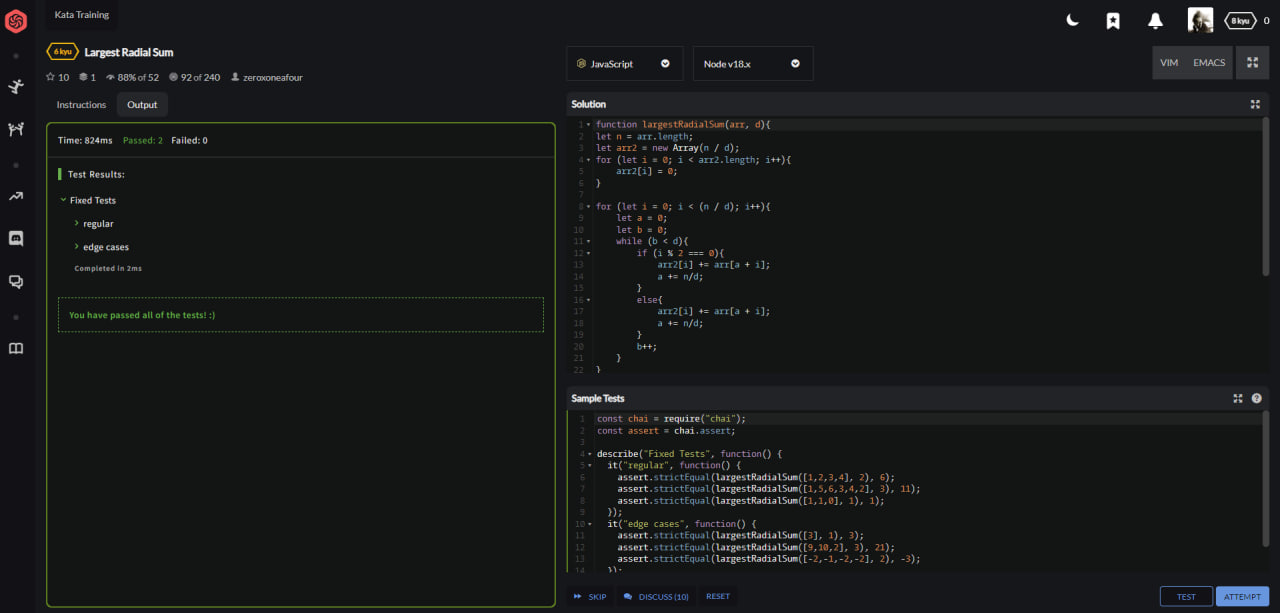 Kata Training
8 kyu
0
6 kyu
Largest Radial Sum
10
1
88% of 52
92 of 240
zeroxoneafour
JavaScript
Node v18.x
VIM
EMACS
Instructions
Output
Time: 824ms Passed: 2 Failed: 0
Test Results:
Fixed Tests
regular
edge cases
Completed in 2ms
You have passed all of the tests! :)
Solution
1 function largestRadialSum(arr, d){
2 let n = arr.length;
3 let arr2 = new Array(n / d);
4 for (let i = 0; i < arr2.length; i++){
5 arr2[i] = 0;
6 }
7
8 for (let i = 0; i < (n / d); i++){
9 let a = 0;
10 let b = 0;
11 while (b < d){
12 if (i % 2 === 0){
13 arr2[i] += arr[a + i];
14 a += n/d;
15 }
16 else{
17 arr2[i] += arr[a + i];
18 a += n/d;
19 }
20 b++;
21 }
22 }
Sample Tests
1 const chai = require("chai");
2 const assert = chai.assert;
3
4 describe("Fixed Tests", function() {
5 it("regular", function() {
6 assert.strictEqual(largestRadialSum([1,2,3,4], 2), 6);
7 assert.strictEqual(largestRadialSum([1,5,6,3,4,2], 3), 11);
8 assert.strictEqual(largestRadialSum([1,1,0], 1), 1);
9 });
10 it("edge cases", function() {
11 assert.strictEqual(largestRadialSum([3], 1), 3);
12 assert.strictEqual(largestRadialSum([9,10,2], 3), 21);
13 assert.strictEqual(largestRadialSum([-2,-1,-2,-2], 2), -3);
14 });
SKIP
DISCUSS (10)
RESET
TEST
ATTEMPT